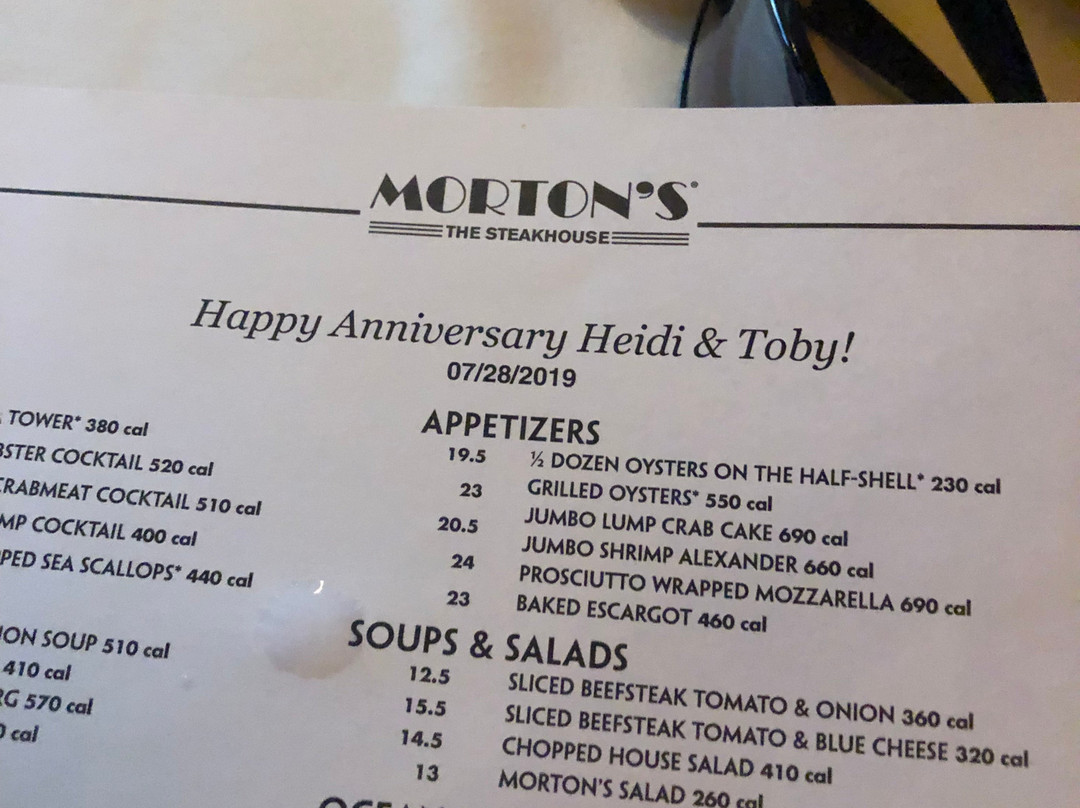 MORTON'S
THE STEAKHOUSE
Happy Anniversary Heidi & Toby!
07/28/2019
APPETIZERS
TOWER* 380 cal
COCKTAIL 520 cal
CRABMEAT COCKTAIL 510 cal
COCKTAIL 400 cal
SEA SCALLOPS* 440 cal
19.5
23
20.5
24
23
½ DOZEN OYSTERS ON THE HALF-SHELL* 230 cal
GRILLED OYSTERS* 550 cal
JUMBO LUMP CRAB CAKE 690 cal
JUMBO SHRIMP ALEXANDER 660 cal
PROSCIUTTO WRAPPED MOZZARELLA 690 cal
BAKED ESCARGOT 460 cal
SOUPS & SALADS
SOUP 510 cal
410 cal
570 cal
cal
12.5
15.5
14.5
13
SLICED BEEFSTEAK TOMATO & ONION 360 cal
SLICED BEEFSTEAK TOMATO & BLUE CHEESE 320 cal
CHOPPED HOUSE SALAD 410 cal
MORTON'S SALAD 260 cal